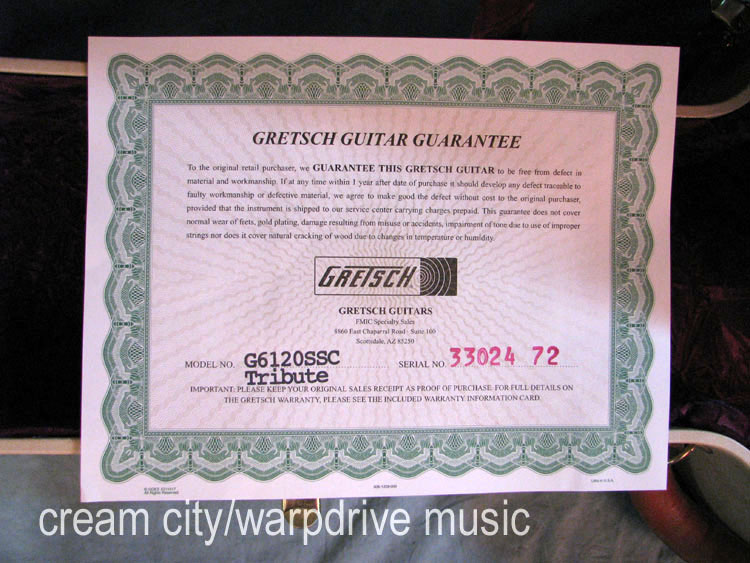 GRETSCH GUITAR GUARANTEE
To the original retail purchaser, we GUARANTEE THIS GRETSCH GUITAR to be free from defect in
material and workmanship. If at any time within 1 year after date of purchase it should develop any defect traceable to
faulty workmanship or defective material, we agree to make good the defect without cost to the original purchaser,
provided that the instrument is shipped to our service center carrying charges prepaid. This guarantee does not cover
normal wear of frets, gold plating, damage resulting from misuse or accidents, impairment of tone due to use of improper
strings nor does it cover natural cracking of wood due to changes in temperature or humidity.
GRETSCH
GRETSCH GUITARS
FMIC Specialty Sales
8860 East Chaparral Road - Suite 100
Scottsdale, AZ 85250
MODEL NO. G6120SSC SERIAL NO. 33024 72
Tribute
IMPORTANT: PLEASE KEEP YOUR ORIGINAL SALES RECEIPT AS PROOF OF PURCHASE. FOR FULL DETAILS ON
THE GRETSCH WARRANTY, PLEASE SEE THE INCLUDED WARRANTY INFORMATION CARD.
All Rights Reserved
Litho in U.S.A.
cream city/warpdrive music